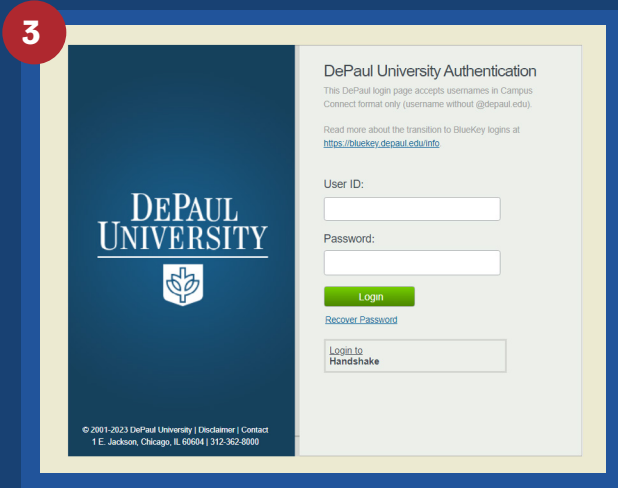 3
DePaul University Authentication
This DePaul login page accepts usernames in Campus
Connect format only (username without @depaul.edu).
Read more about the transition to BlueKey logins at
https://bluekey.depaul.edu/info.
User ID:
Password:
Login
Recover Password
Login to
Handshake
DEPAUL
UNIVERSITY
© 2001-2023 DePaul University | Disclaimer | Contact
1 E. Jackson, Chicago, IL 60604 | 312-362-8000